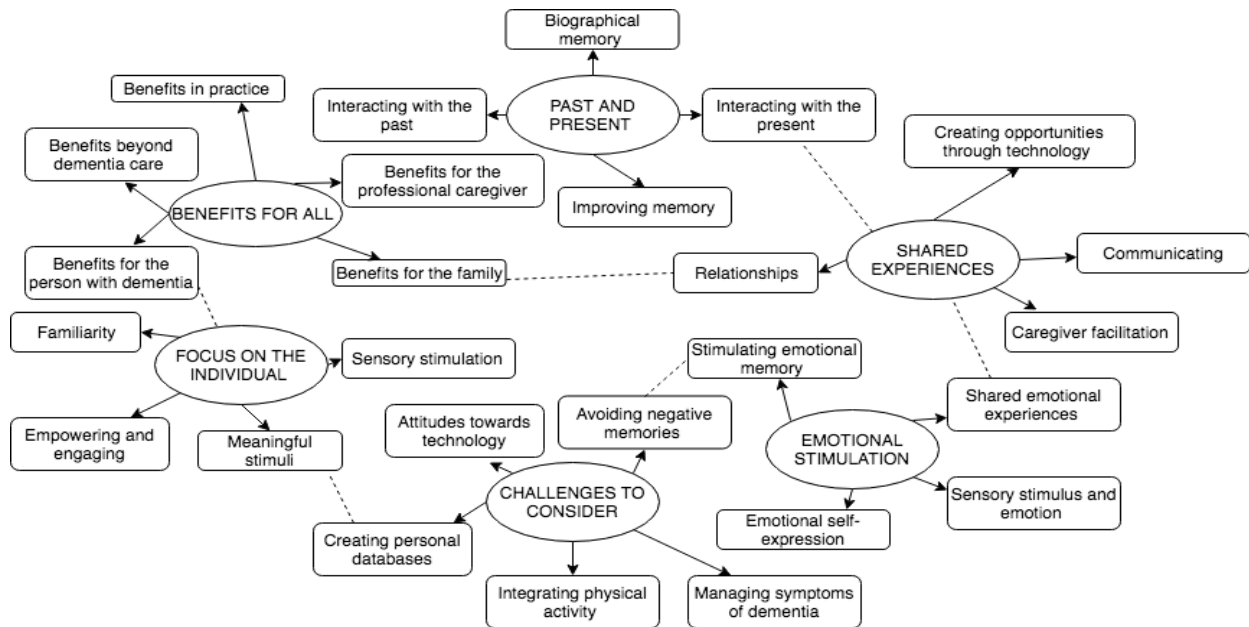 Biographical
memory
Benefits in practice
Interacting with the
past
PAST AND
PRESENT
Interacting with the
present
Creating opportunities
through technology
Benefits beyond
dementia care
Benefits for the
professional caregiver
Improving memory
BENEFITS FOR ALL
SHARED
EXPERIENCES
Communicating
Benefits for the
person with dementia
Benefits for the family
Relationships
Caregiver facilitation
Familiarity
FOCUS ON THE
INDIVIDUAL
Sensory stimulation
Stimulating emotional
memory
Shared emotional
experiences
Empowering and
engaging
Meaningful
stimuli
Attitudes towards
technology
Avoiding negative
memories
EMOTIONAL
STIMULATION
CHALLENGES TO
CONSIDER
Sensory stimulus and
emotion
Creating personal
databases
Emotional self-
expression
Integrating physical
activity
Managing symptoms
of dementia